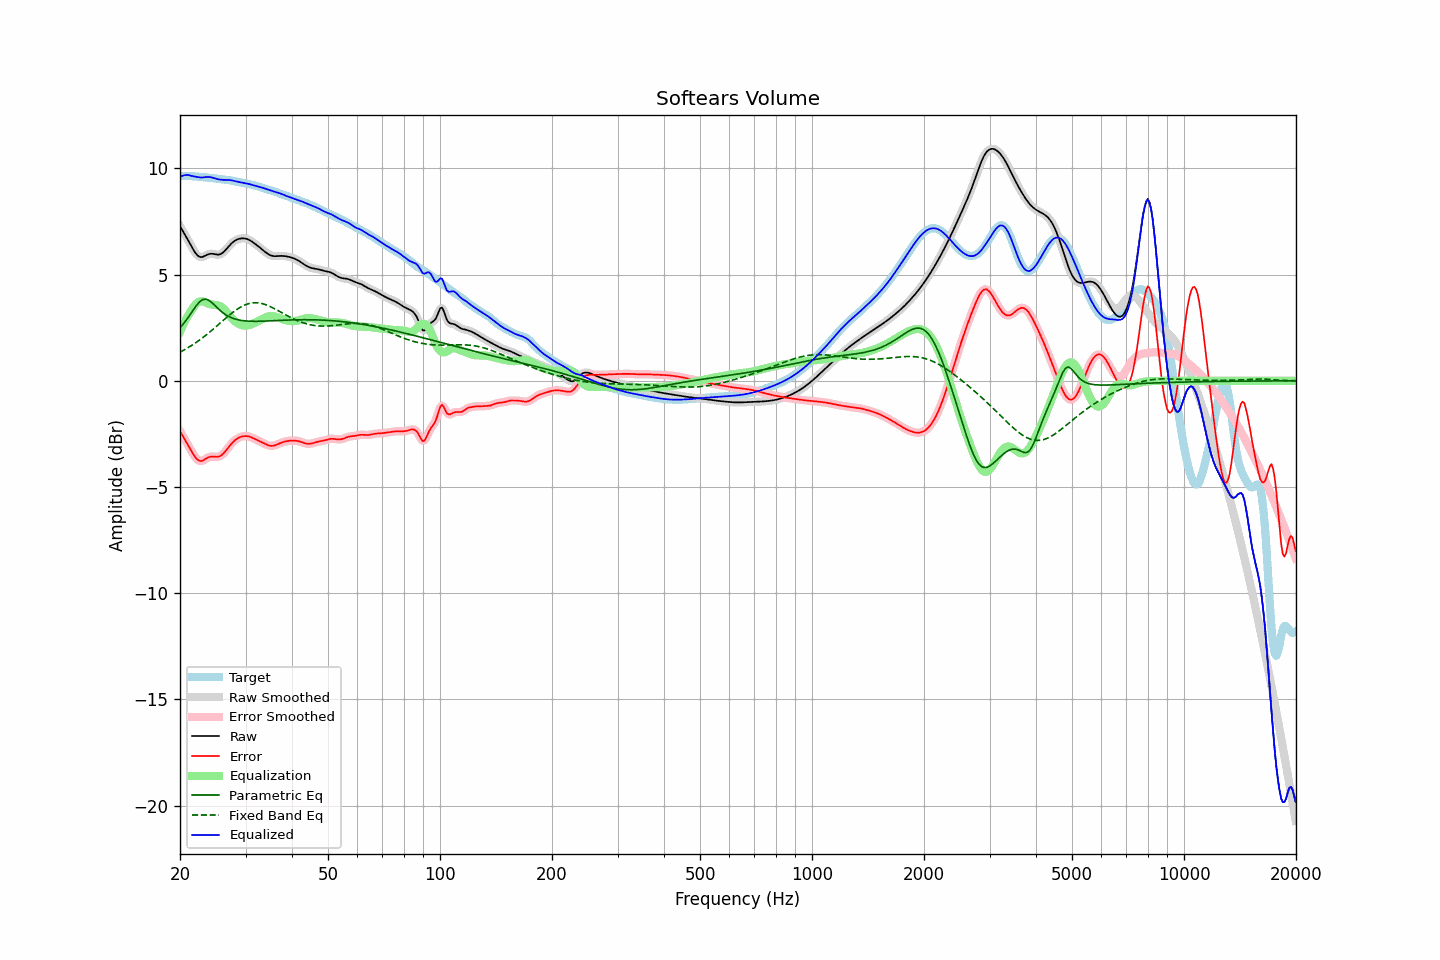 Softears Volume
Amplitude (dBr)
10
5
0
−5
−10
−15
−20
Target
Raw Smoothed
Error Smoothed
Raw
Error
Equalization
Parametric Eq
Fixed Band Eq
Equalized
20 50 100 200 500 1000 2000 5000 10000 20000
Frequency (Hz)